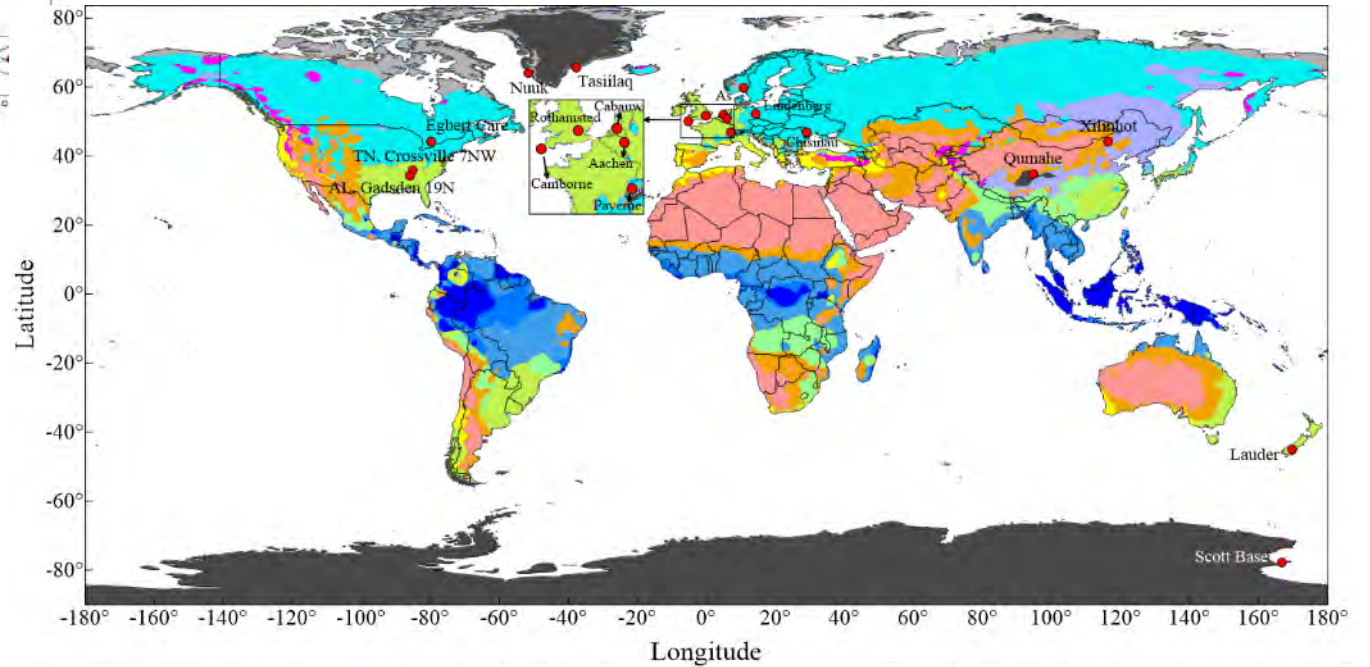 80°
60°
40°
20°
0°
-20°
-40°
-60°
-80°
Latitude
Nuuk
Tasiilaq
As
Cabauw
Rothamsted
Lindenberg
Egbert Care
Chisinau
Xilinhot
TN, Crossville 7NW
Aachen
Qumahe
AL, Gadsden 19N
Camborne
Payerne
Lauder
Scott Base
-180° -160° -140° -120° -100° -80° -60° -40° -20° 0° 20° 40° 60° 80° 100° 120° 140° 160° 180°
Longitude